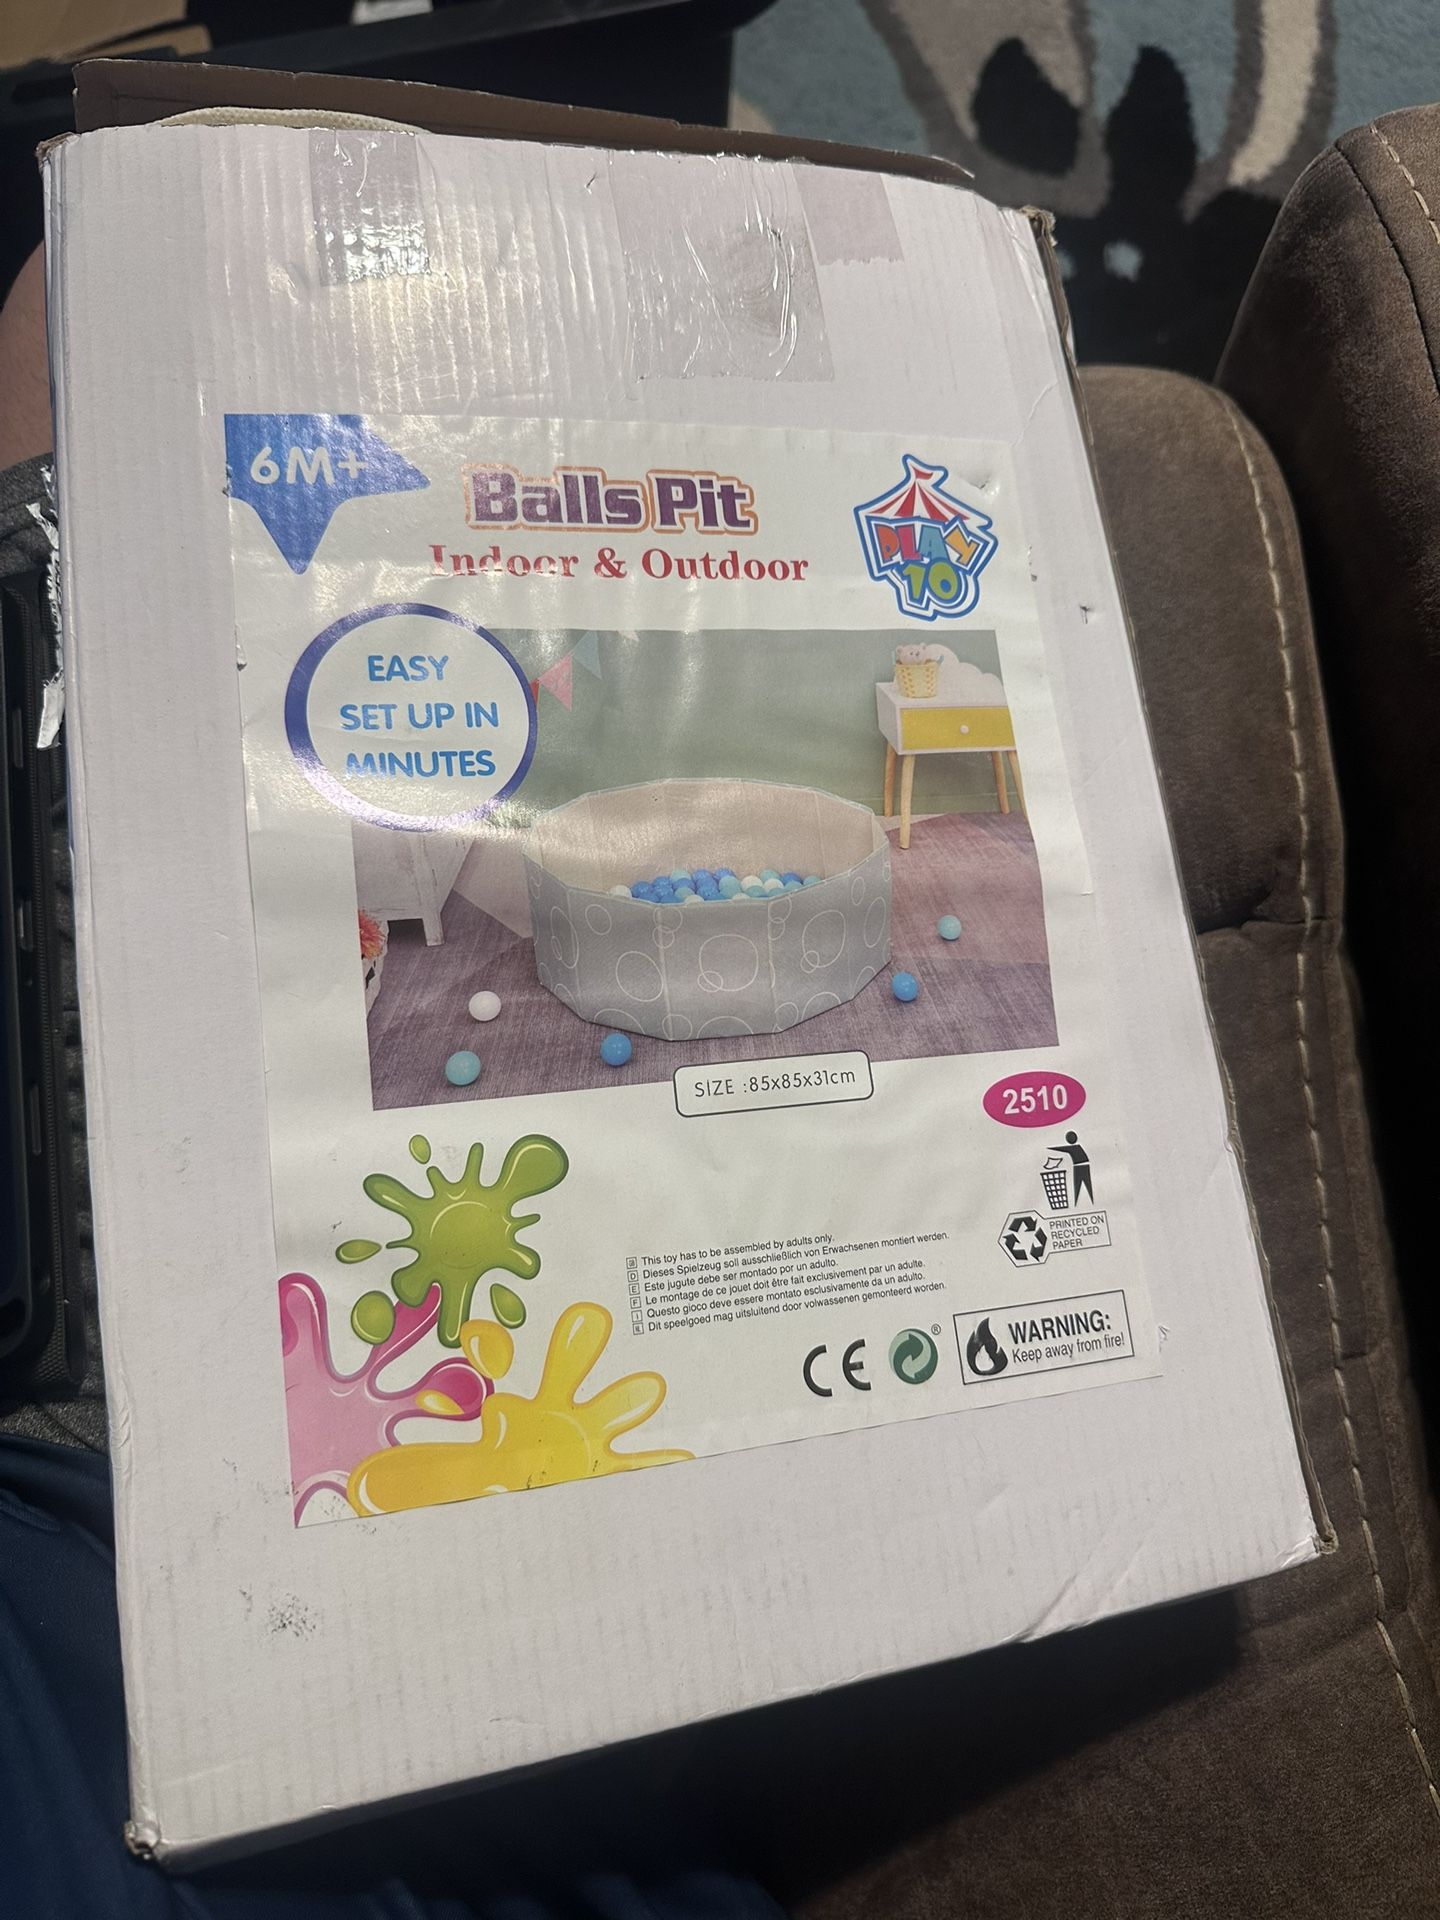 6M+
Balls Pit
Indoor & Outdoor
PLAY
10
EASY
SET UP IN
MINUTES
SİZE :85x85x31cm
2510
PRINTED ON
RECYCLED
PAPER
This toy has to be assembled by adults only.
D Dieses Spielzeug soll ausschließlich von Erwachsenen montiert werden.
E Este jugute debe ser montado por un adulto.
F Le montage de ce jouet doit être fait exclusivement par un adulte.
I Questo gioco deve essere montato esclusivamente da un adulto.
Dit speelgoed mag uitsluitend door volwassenen gemonteerd worden.
CE
®
WARNING:
Keep away from fire!